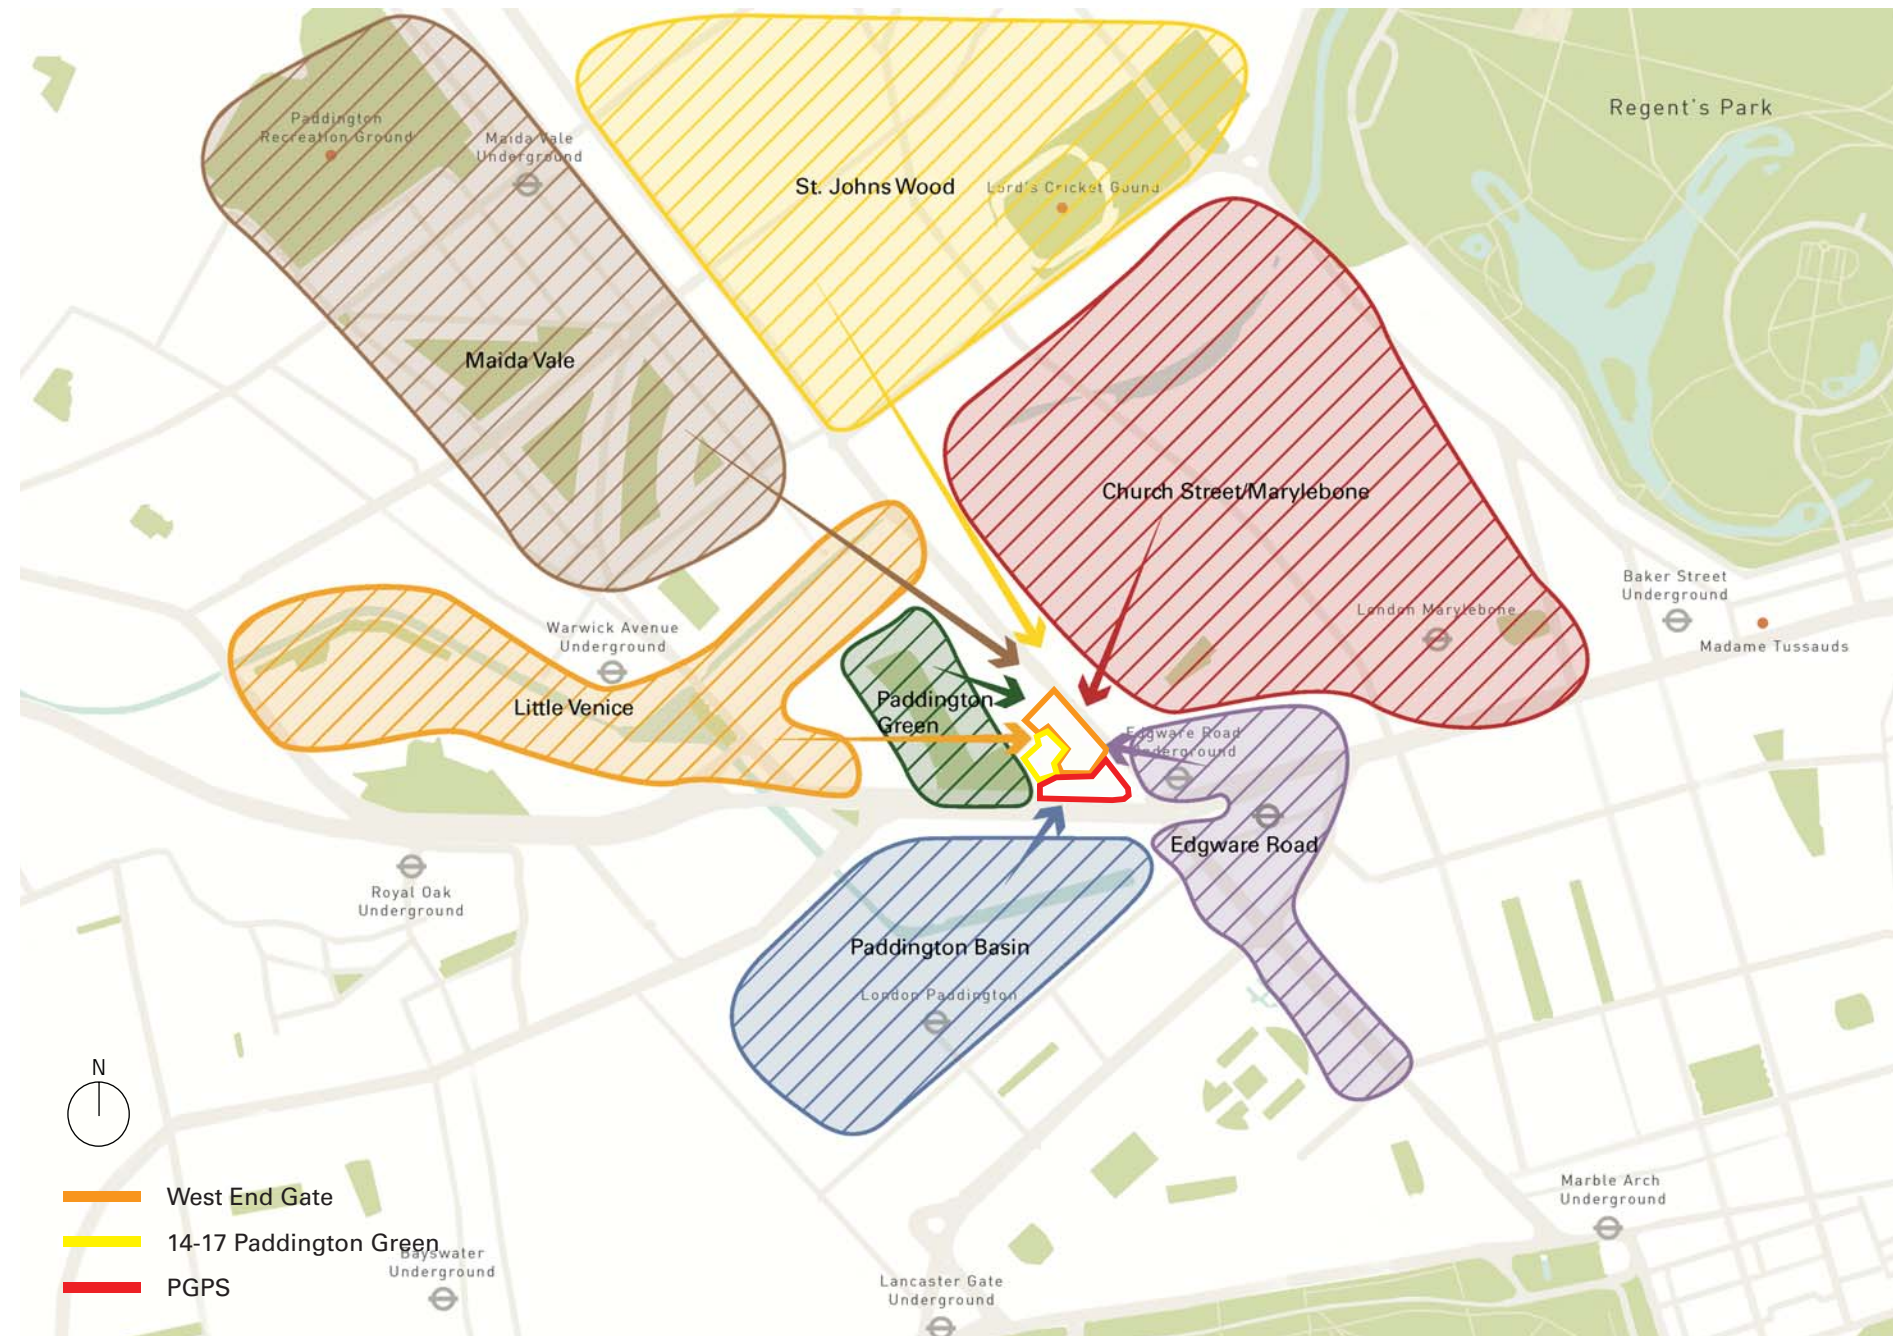 Regent's Park
Paddington
Recreation Ground
Maida Vale
Underground
St. Johns Wood
Lord's Cricket Gound
Maida Vale
Church Street/Marylebone
Baker Street
Underground
London Marylebone
Madame Tussauds
Warwick Avenue
Underground
Little Venice
Paddington
Green
Edgware Road
Underground
Edgware Road
Royal Oak
Underground
Paddington Basin
London Paddington
N
West End Gate
14-17 Paddington Green
PGPS
Bayswater
Underground
Marble Arch
Underground
Lancaster Gate
Underground